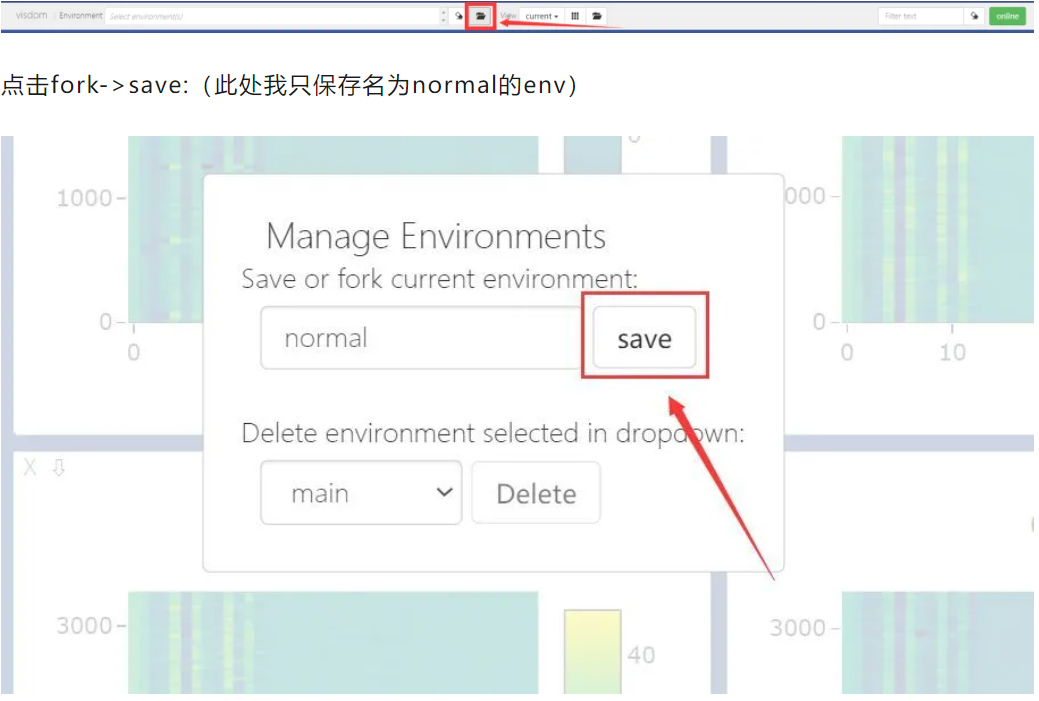 visdom Environment Select environment(s) View current Filter text online
点击fork->save:（此处我只保存名为normal的env）
1000
0
0
Manage Environments
Save or fork current environment:
normal save
Delete environment selected in dropdown:
main Delete
000
0
0 10
X
3000
40
3000